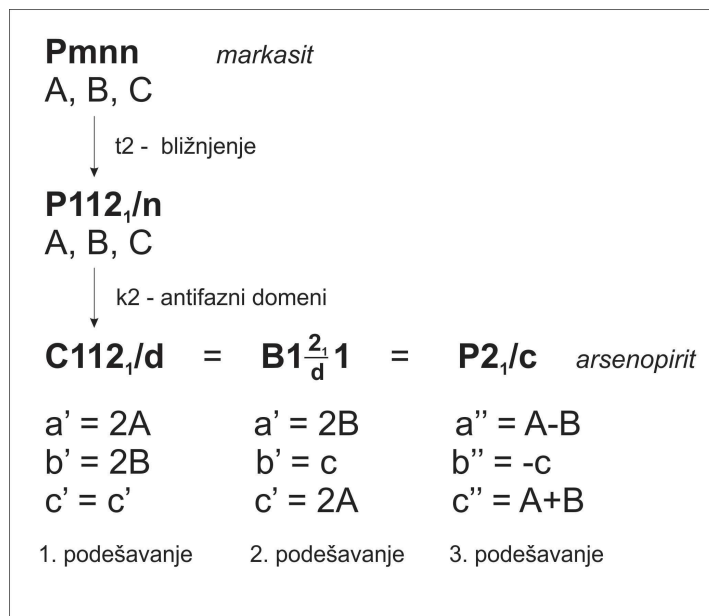 Pmnn markasit
A, B, C
t2 - bližnjenje
P112₁/n
A, B, C
k2 - antifazni domeni
C112₁/d = B1 2₁/d 1 = P2₁/c arsenopirit
a’ = 2A a’ = 2B a’’ = A-B
b’ = 2B b’ = c b’’ = -c
c’ = c’ c’ = 2A c’’ = A+B
1. podešavanje 2. podešavanje 3. podešavanje